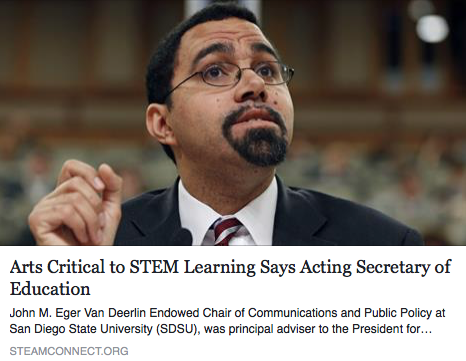 Arts Critical to STEM Learning Says Acting Secretary of
Education
John M. Eger Van Deerlin Endowed Chair of Communications and Public Policy at
San Diego State University (SDSU), was principal adviser to the President for…
STEAMCONNECT.ORG